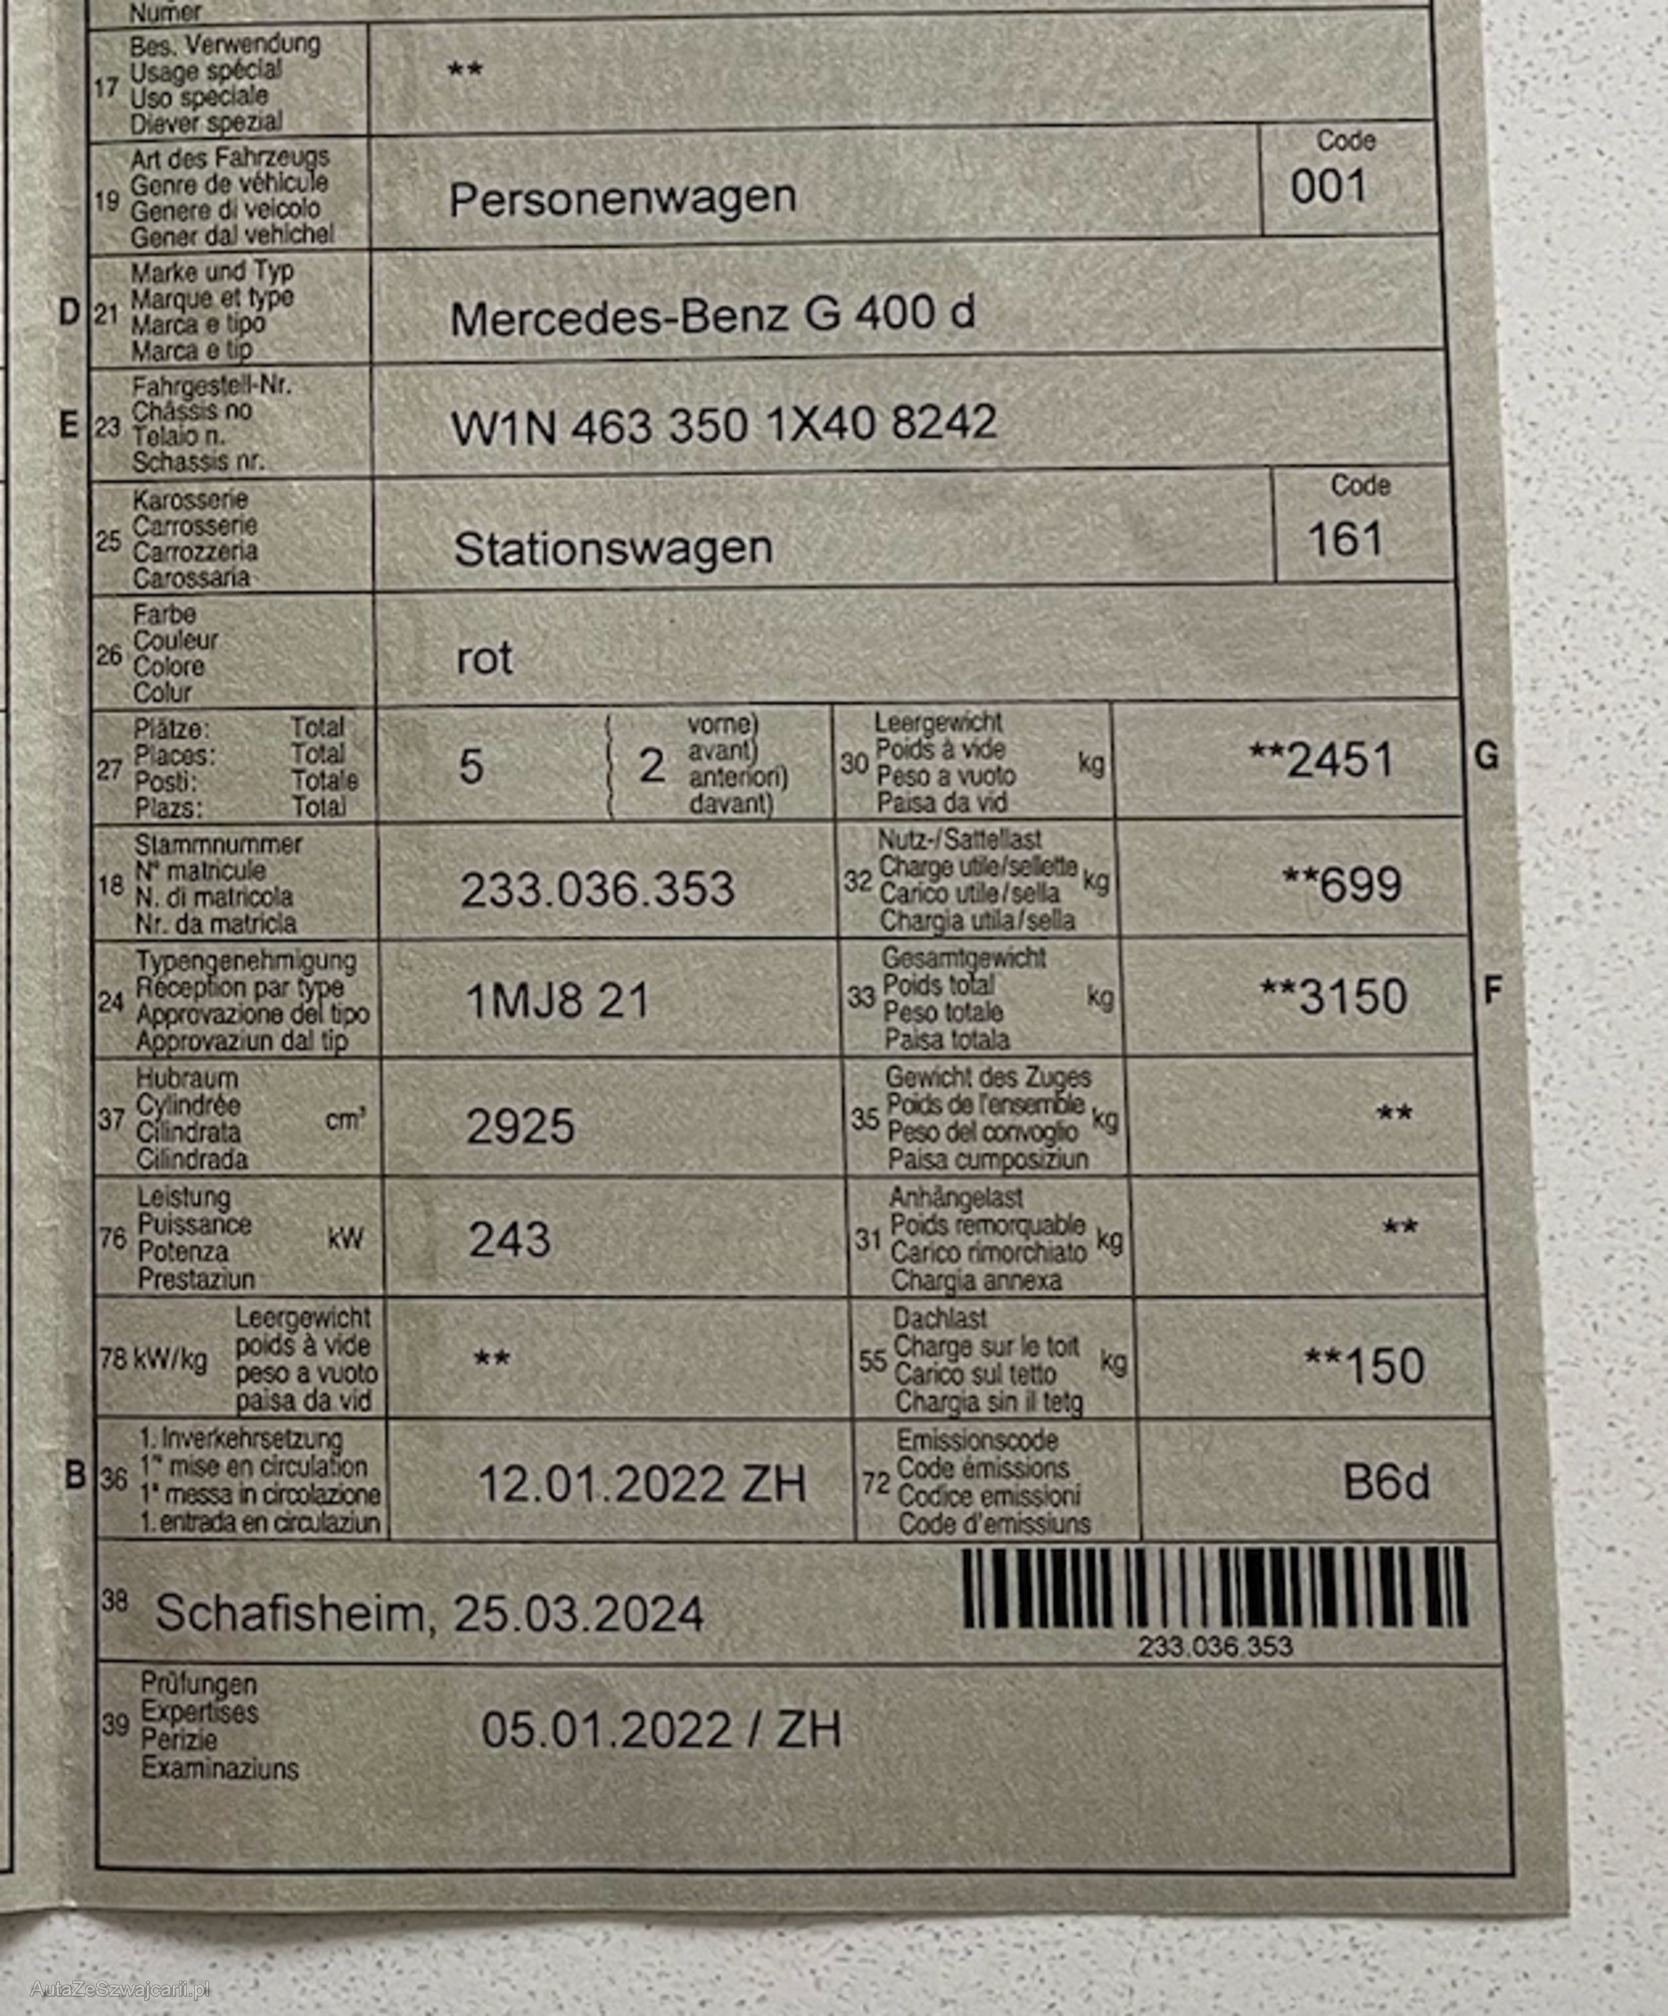 Numer
17 Bes. Verwendung
Usage spécial
Uso speciale
Diever spezial
**
19 Art des Fahrzeugs
Genre de véhicule
Genere di veicolo
Gener dal vehichel
Personenwagen
Code
001
D 21 Marke und Typ
Marque et type
Marca e tipo
Marca e tip
Mercedes-Benz G 400 d
E 23 Fahrgestell-Nr.
Châssis no
Telaio n.
Schassis nr.
W1N 463 350 1X40 8242
25 Karosserie
Carrosserie
Carrozzeria
Carossaria
Stationswagen
Code
161
26 Farbe
Couleur
Colore
Colur
rot
27 Plätze: Total
Places: Total
Posti: Totale
Plazs: Total
5 ( 2 vorne)
( avant)
( anteriori)
( davant)
30 Leergewicht
Poids à vide kg
Peso a vuoto
Paisa da vid
**2451 G
18 Stammnummer
N° matricule
N. di matricola
Nr. da matricla
233.036.353
32 Nutz-/Sattellast
Charge utile/sellette kg
Carico utile/sella
Chargia utila/sella
**699
24 Typengenehmigung
Réception par type
Approvazione del tipo
Approvaziun dal tip
1MJ8 21
33 Gesamtgewicht
Poids total kg
Peso totale
Paisa totala
**3150 F
37 Hubraum
Cylindrée cm³
Cilindrata
Cilindrada
2925
35 Gewicht des Zuges
Poids de l'ensemble kg
Peso del convoglio
Paisa cumposiziun
**
76 Leistung
Puissance kW
Potenza
Prestaziun
243
31 Anhängelast
Poids remorquable kg
Carico rimorchiato
Chargia annexa
**
78 kW/kg Leergewicht
poids à vide
peso a vuoto
paisa da vid
**
55 Dachlast
Charge sur le toit kg
Carico sul tetto
Chargia sin il tetg
**150
B 36 1. Inverkehrsetzung
1re mise en circulation
1a messa in circolazione
1. entrada en circulaziun
12.01.2022 ZH
72 Emissionscode
Code émissions
Codice emissioni
Code d'emissiuns
B6d
38 Schafisheim, 25.03.2024
233.036.353
39 Prüfungen
Expertises
Perizie
Examinaziuns
05.01.2022 / ZH
AutaZeSzwajcarii.pl